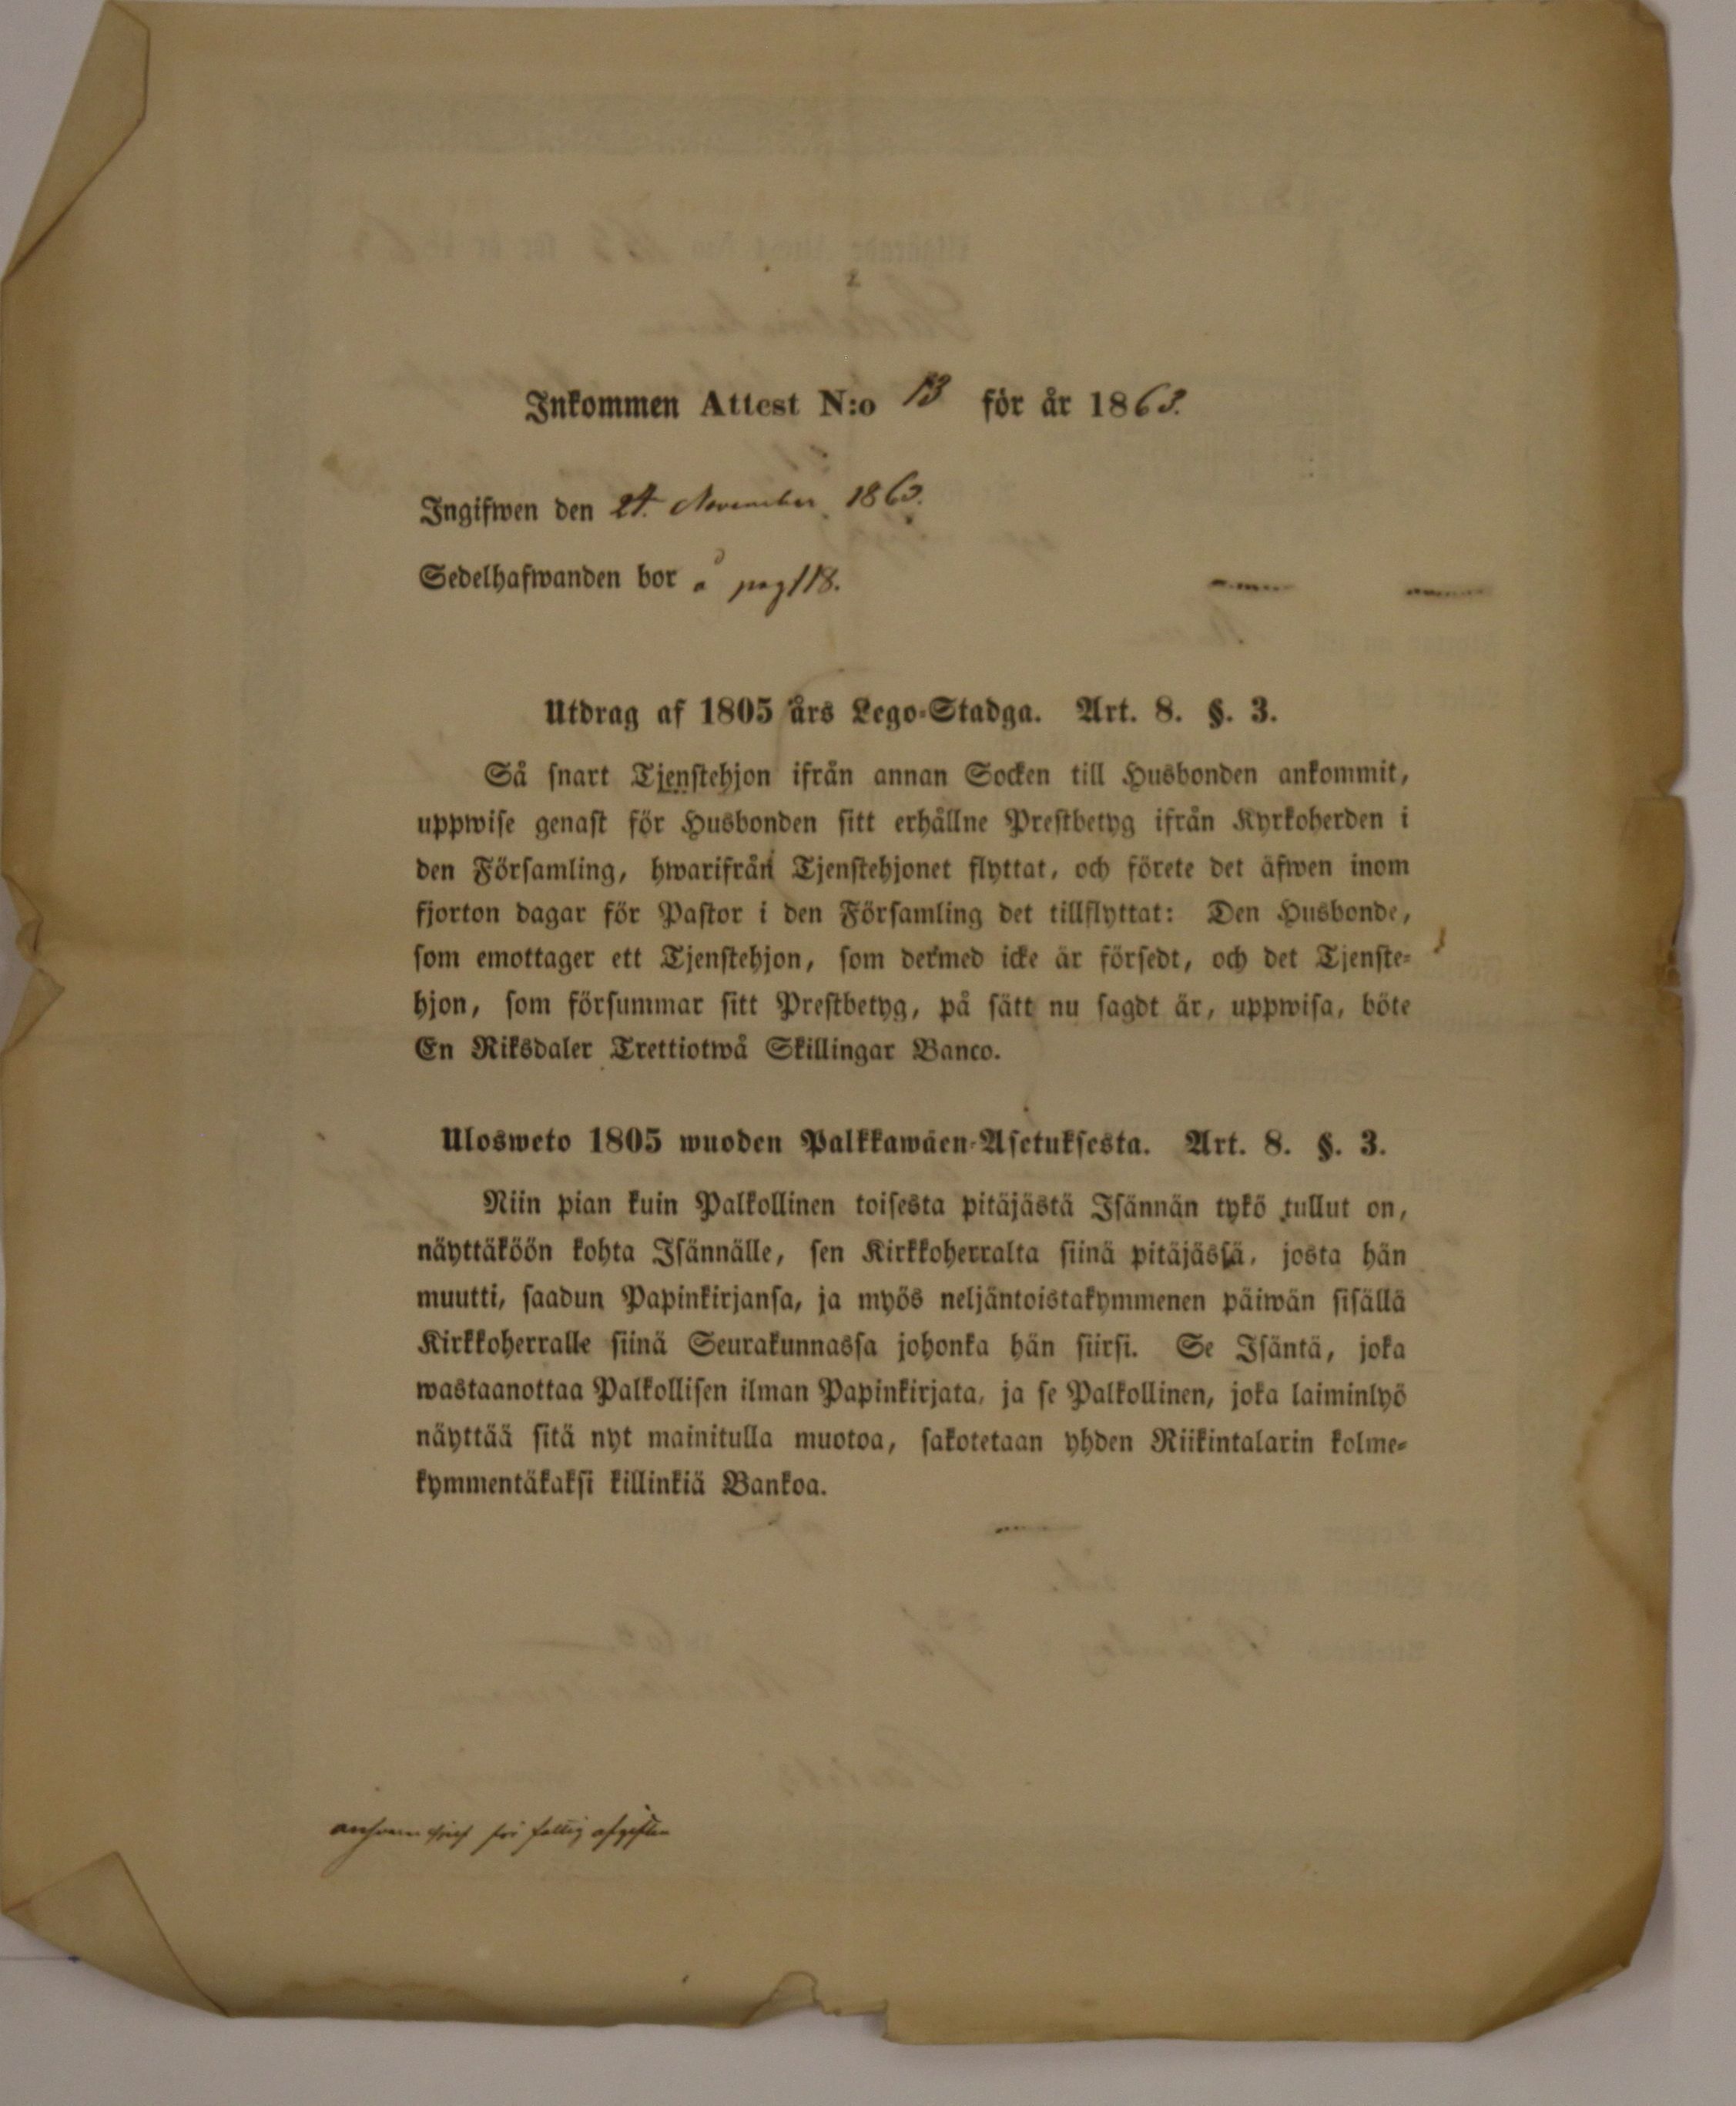 Inkommen Attest N:o 13 för år 1863.
Ingifwen den 24. November 1863.
Sedelhafwanden bor å pag 118.
Utdrag af 1805 års Lego-Stadga. Art. 8. §. 3.
Så snart Tjenstehjon ifrån annan Socken till Husbonden ankommit,
uppwise genast för Husbonden sitt erhållne Prestbetyg ifrån Kyrkoherden i
den Församling, hwarifrån Tjenstehjonet flyttat, och förete det äfwen inom
fjorton dagar för Pastor i den Församling det tillflyttat: Den Husbonde,
som emottager ett Tjenstehjon, som dermed icke är försedt, och det Tjenste-
hjon, som försummar sitt Prestbetyg, på sätt nu sagdt är, uppwisa, böte
En Riksdaler Trettiotwå Skillingar Banco.
Ulosweto 1805 wuoden Palkkawäen-Asetuksesta. Art. 8. §. 3.
Niin pian kuin Palkollinen toisesta pitäjästä Isännän tykö tullut on,
näyttäköön kohta Isännälle, sen Kirkkoherralta siinä pitäjässä, josta hän
muutti, saadun Papinkirjansa, ja myös neljäntoistakymmenen päiwän sisällä
Kirkkoherralle siinä Seurakunnassa johonka hän siirsi. Se Isäntä, joka
wastaanottaa Palkollisen ilman Papinkirjata, ja se Palkollinen, joka laiminlyö
näyttää sitä nyt mainitulla muotoa, sakotetaan yhden Riikintalarin kolme-
kymmentäkaksi killinkiä Bankoa.